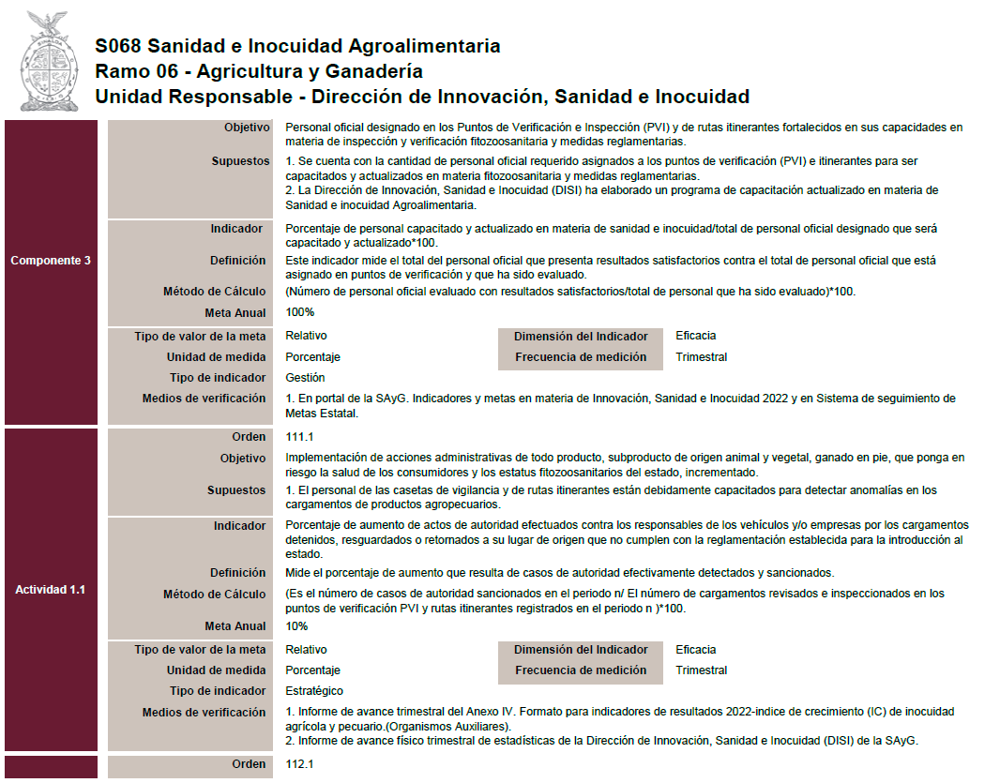 SINALOA
S068 Sanidad e Inocuidad Agroalimentaria
Ramo 06 - Agricultura y Ganadería
Unidad Responsable - Dirección de Innovación, Sanidad e Inocuidad
Componente 3
Objetivo Personal oficial designado en los Puntos de Verificación e Inspección (PVI) y de rutas itinerantes fortalecidos en sus capacidades en
materia de inspección y verificación fitozoosanitaria y medidas reglamentarias.
Supuestos 1. Se cuenta con la cantidad de personal oficial requerido asignados a los puntos de verificación (PVI) e itinerantes para ser
capacitados y actualizados en materia fitozoosanitaria y medidas reglamentarias.
2. La Dirección de Innovación, Sanidad e Inocuidad (DISI) ha elaborado un programa de capacitación actualizado en materia de
Sanidad e inocuidad Agroalimentaria.
Indicador Porcentaje de personal capacitado y actualizado en materia de sanidad e inocuidad/total de personal oficial designado que será
capacitado y actualizado*100.
Definición Este indicador mide el total del personal oficial que presenta resultados satisfactorios contra el total de personal oficial que está
asignado en puntos de verificación y que ha sido evaluado.
Método de Cálculo (Número de personal oficial evaluado con resultados satisfactorios/total de personal que ha sido evaluado)*100.
Meta Anual 100%
Tipo de valor de la meta Relativo Dimensión del Indicador Eficacia
Unidad de medida Porcentaje Frecuencia de medición Trimestral
Tipo de indicador Gestión
Medios de verificación 1. En portal de la SAyG. Indicadores y metas en materia de Innovación, Sanidad e Inocuidad 2022 y en Sistema de seguimiento de
Metas Estatal.
Actividad 1.1
Orden 111.1
Objetivo Implementación de acciones administrativas de todo producto, subproducto de origen animal y vegetal, ganado en pie, que ponga en
riesgo la salud de los consumidores y los estatus fitozoosanitarios del estado, incrementado.
Supuestos 1. El personal de las casetas de vigilancia y de rutas itinerantes están debidamente capacitados para detectar anomalías en los
cargamentos de productos agropecuarios.
Indicador Porcentaje de aumento de actos de autoridad efectuados contra los responsables de los vehículos y/o empresas por los cargamentos
detenidos, resguardados o retornados a su lugar de origen que no cumplen con la reglamentación establecida para la introducción al
estado.
Definición Mide el porcentaje de aumento que resulta de casos de autoridad efectivamente detectados y sancionados.
Método de Cálculo (Es el número de casos de autoridad sancionados en el periodo n/ El número de cargamentos revisados e inspeccionados en los
puntos de verificación PVI y rutas itinerantes registrados en el periodo n )*100.
Meta Anual 10%
Tipo de valor de la meta Relativo Dimensión del Indicador Eficacia
Unidad de medida Porcentaje Frecuencia de medición Trimestral
Tipo de indicador Estratégico
Medios de verificación 1. Informe de avance trimestral del Anexo IV. Formato para indicadores de resultados 2022-indice de crecimiento (IC) de inocuidad
agrícola y pecuario.(Organismos Auxiliares).
2. Informe de avance físico trimestral de estadísticas de la Dirección de Innovación, Sanidad e Inocuidad (DISI) de la SAyG.
Orden 112.1